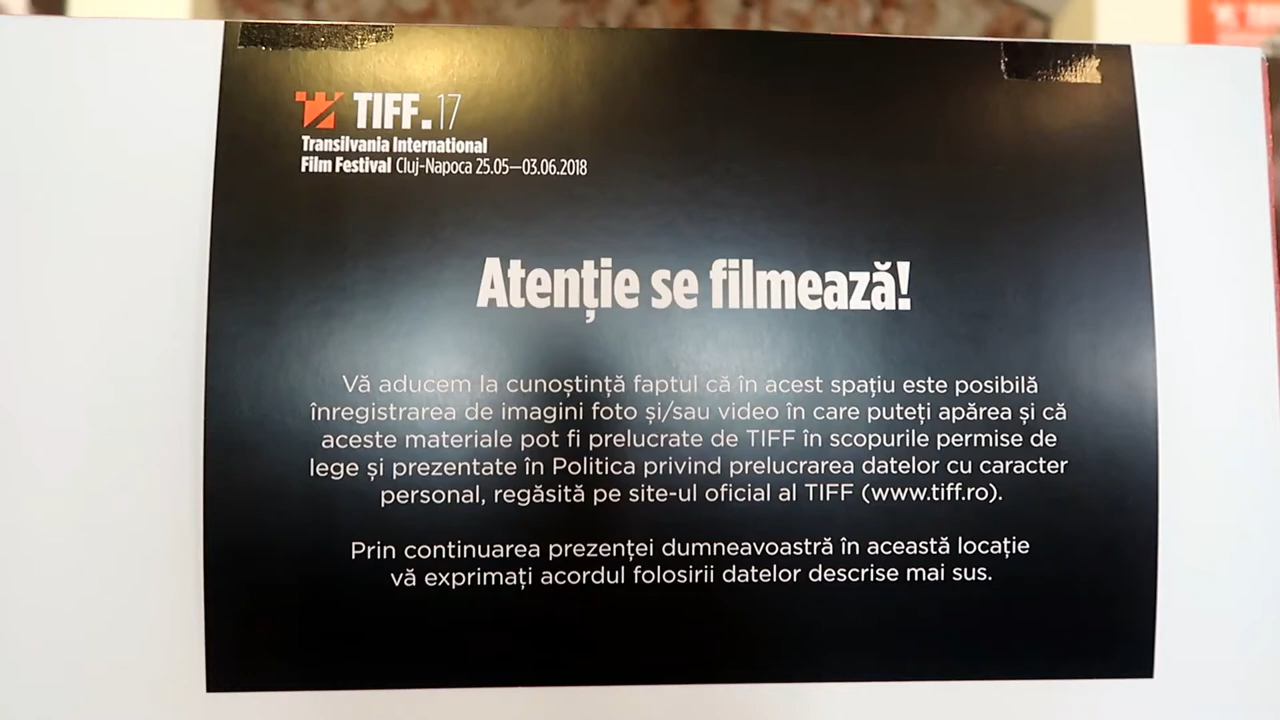 TIFF.17
Transilvania International
Film Festival Cluj-Napoca 25.05—03.06.2018
Atenție se filmează!
Vă aducem la cunoștință faptul că în acest spațiu este posibilă
înregistrarea de imagini foto și/sau video în care puteți apărea și că
aceste materiale pot fi prelucrate de TIFF în scopurile permise de
lege și prezentate în Politica privind prelucrarea datelor cu caracter
personal, regăsită pe site-ul oficial al TIFF (www.tiff.ro).
Prin continuarea prezenței dumneavoastră în această locație
vă exprimați acordul folosirii datelor descrise mai sus.